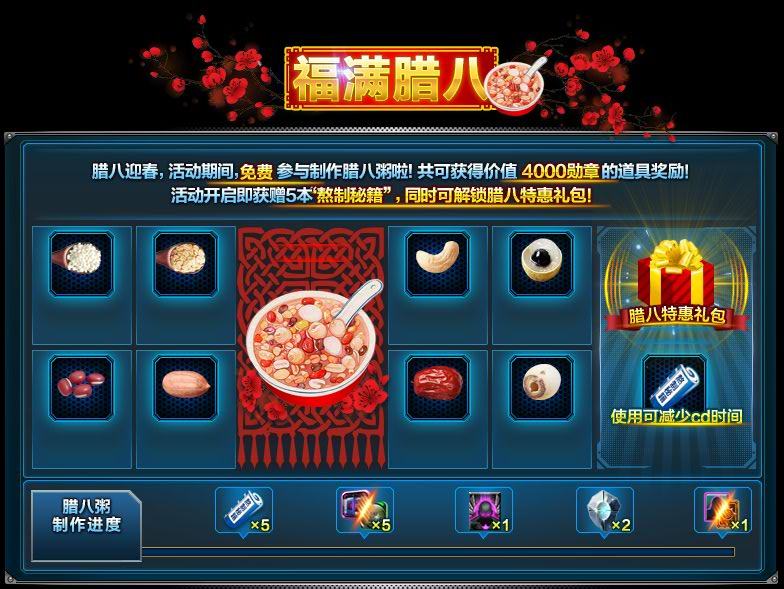 福满腊八
腊八迎春，活动期间，免费参与制作腊八粥啦！共可获得价值 4000勋章的道具奖励！
活动开启即获赠5本“熬制秘籍”，同时可解锁腊八特惠礼包！
腊八特惠礼包
使用可减少cd时间
腊八粥
制作进度
×5
×5
×1
×2
×1